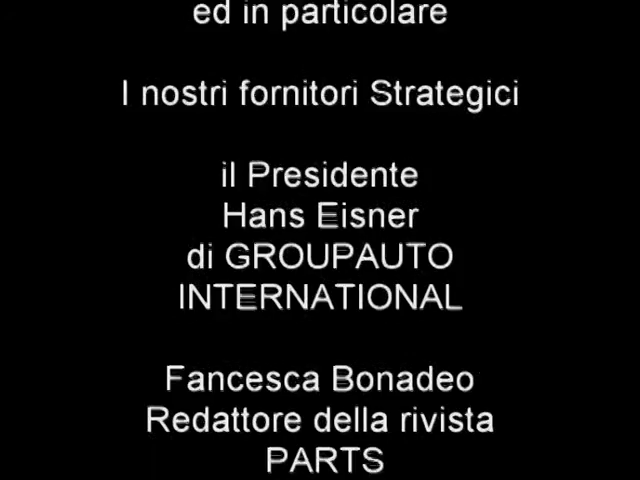 ed in particolare
I nostri fornitori Strategici
il Presidente
Hans Eisner
di GROUPAUTO
INTERNATIONAL
Fancesca Bonadeo
Redattore della rivista
PARTS